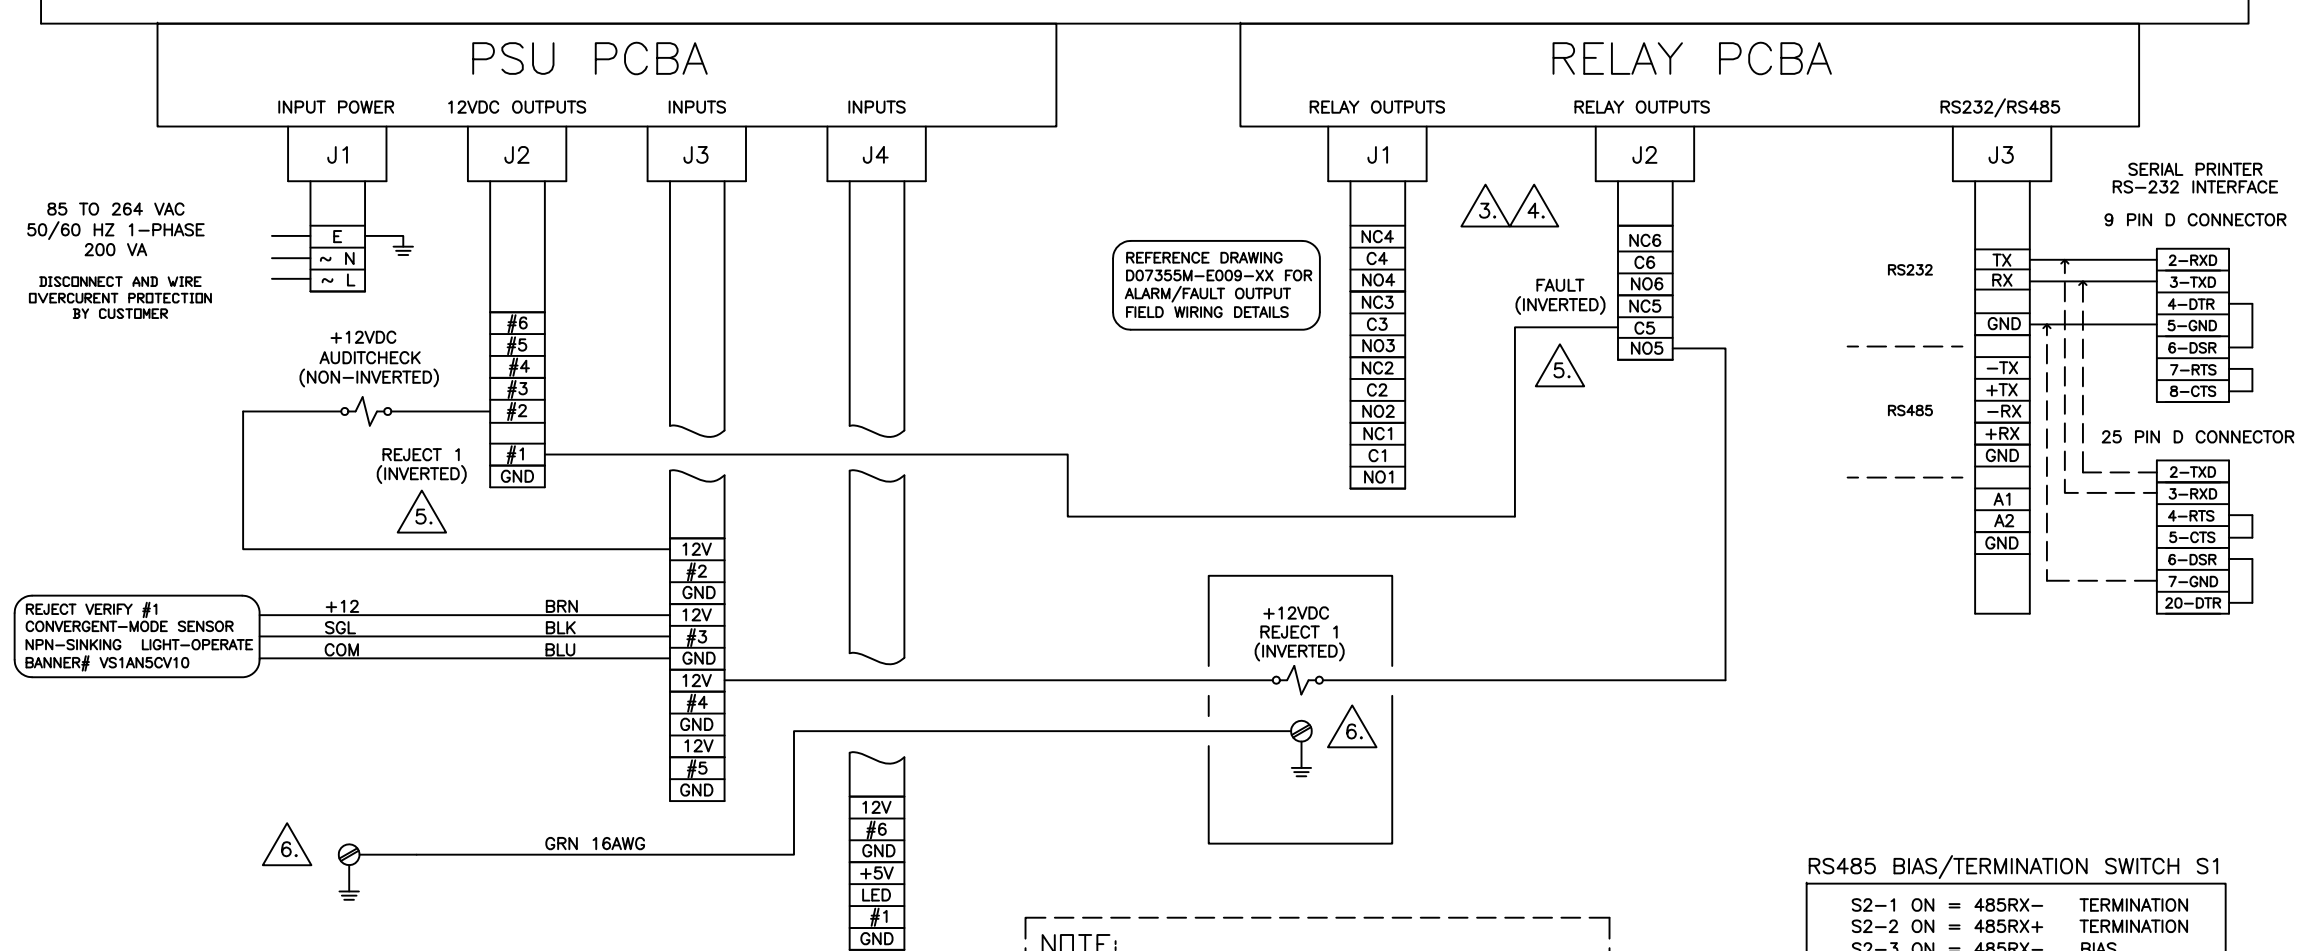 PSU PCBA
INPUT POWER
12VDC OUTPUTS
INPUTS
INPUTS
J1
J2
J3
J4
85 TO 264 VAC
50/60 HZ 1-PHASE
200 VA
DISCONNECT AND WIRE
OVERCURENT PROTECTION
BY CUSTOMER
E
~ N
~ L
#6
#5
#4
#3
#2
#1
GND
+12VDC
AUDITCHECK
(NON-INVERTED)
REJECT 1
(INVERTED)
5.
12V
#2
GND
12V
#3
GND
12V
#4
GND
12V
#5
GND
REJECT VERIFY #1
CONVERGENT-MODE SENSOR
NPN-SINKING LIGHT-OPERATE
BANNER# VS1AN5CV10
+12
SGL
COM
BRN
BLK
BLU
6.
GRN 16AWG
12V
#6
GND
+5V
LED
#1
GND
RELAY PCBA
RELAY OUTPUTS
RELAY OUTPUTS
RS232/RS485
J1
J2
J3
3.
4.
REFERENCE DRAWING
D07355M-E009-XX FOR
ALARM/FAULT OUTPUT
FIELD WIRING DETAILS
NC4
C4
NO4
NC3
C3
NO3
NC2
C2
NO2
NC1
C1
NO1
FAULT
(INVERTED)
5.
NC6
C6
NO6
NC5
C5
NO5
+12VDC
REJECT 1
(INVERTED)
6.
RS232
RS485
TX
RX
GND
-TX
+TX
-RX
+RX
GND
A1
A2
GND
SERIAL PRINTER
RS-232 INTERFACE
9 PIN D CONNECTOR
2-RXD
3-TXD
4-DTR
5-GND
6-DSR
7-RTS
8-CTS
25 PIN D CONNECTOR
2-TXD
3-RXD
4-RTS
5-CTS
6-DSR
7-GND
20-DTR
NOTE:
RS485 BIAS/TERMINATION SWITCH S1
S2-1 ON = 485RX- TERMINATION
S2-2 ON = 485RX+ TERMINATION
S2-3 ON = 485RX- BIAS